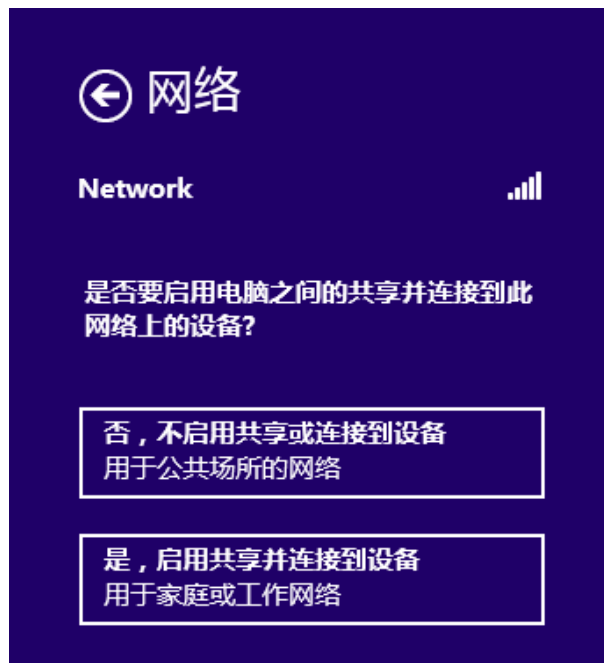 网络
Network
是否要启用电脑之间的共享并连接到此
网络上的设备?
否，不启用共享或连接到设备
用于公共场所的网络
是，启用共享并连接到设备
用于家庭或工作网络